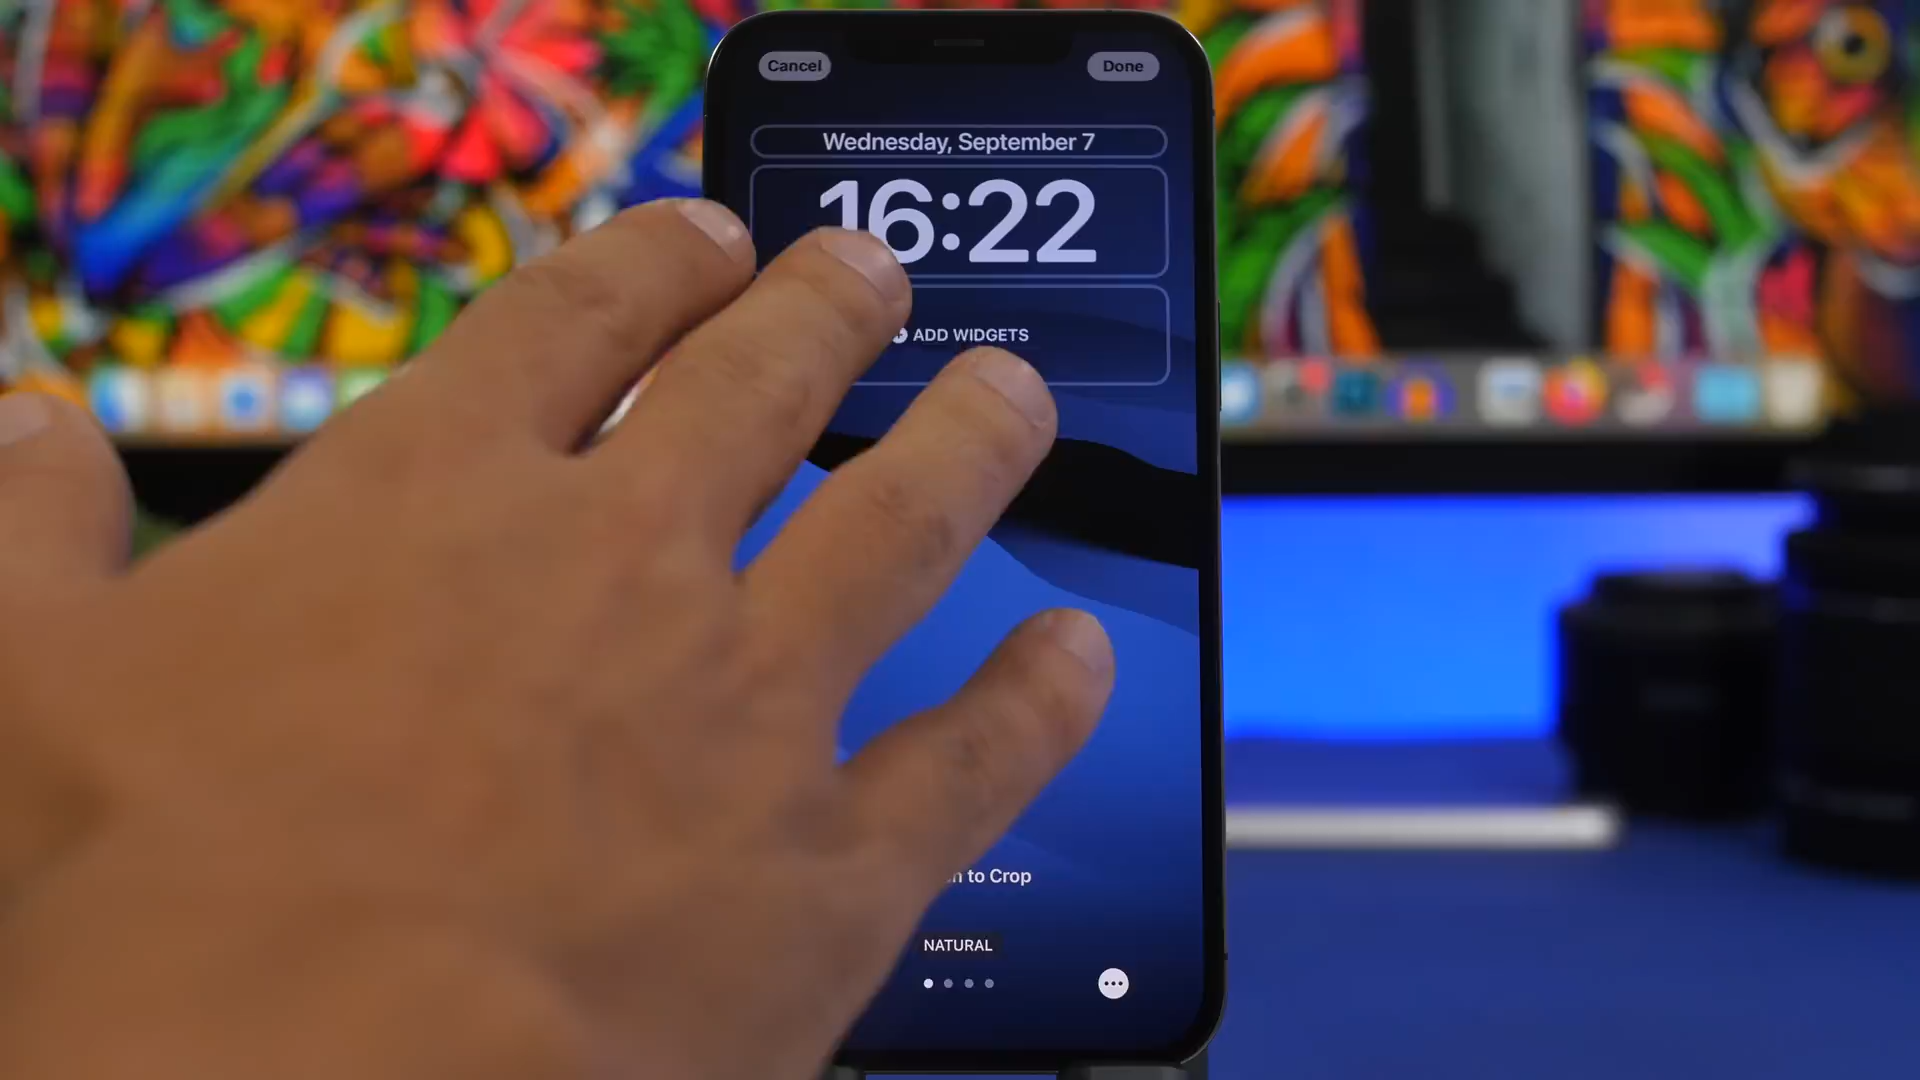 Cancel
Done
Wednesday, September 7
16:22
ADD WIDGETS
to Crop
NATURAL